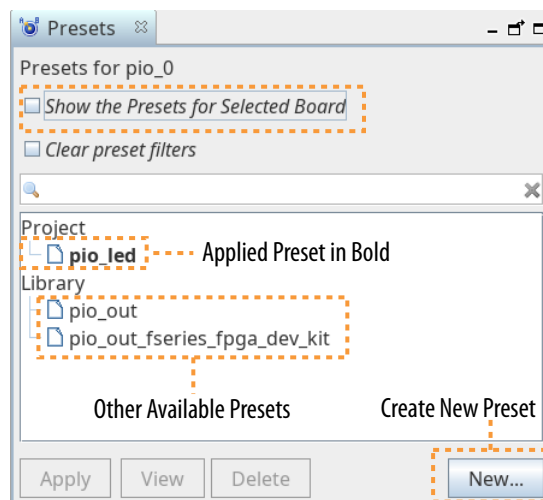 Presets
Presets for pio_0
Show the Presets for Selected Board
Clear preset filters
Project
pio_led
Applied Preset in Bold
Library
pio_out
pio_out_fseries_fpga_dev_kit
Other Available Presets
Create New Preset
Apply
View
Delete
New...